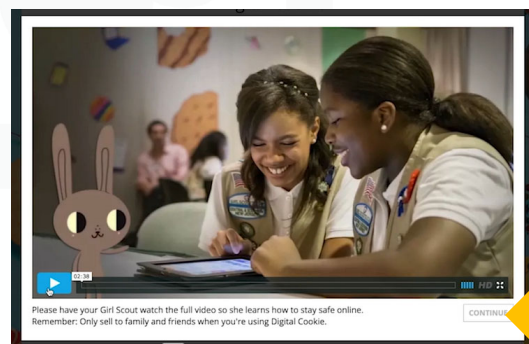 02:38
HD
Please have your Girl Scout watch the full video so she learns how to stay safe online.
CONTINUE
Remember: Only sell to family and friends when you're using Digital Cookie.